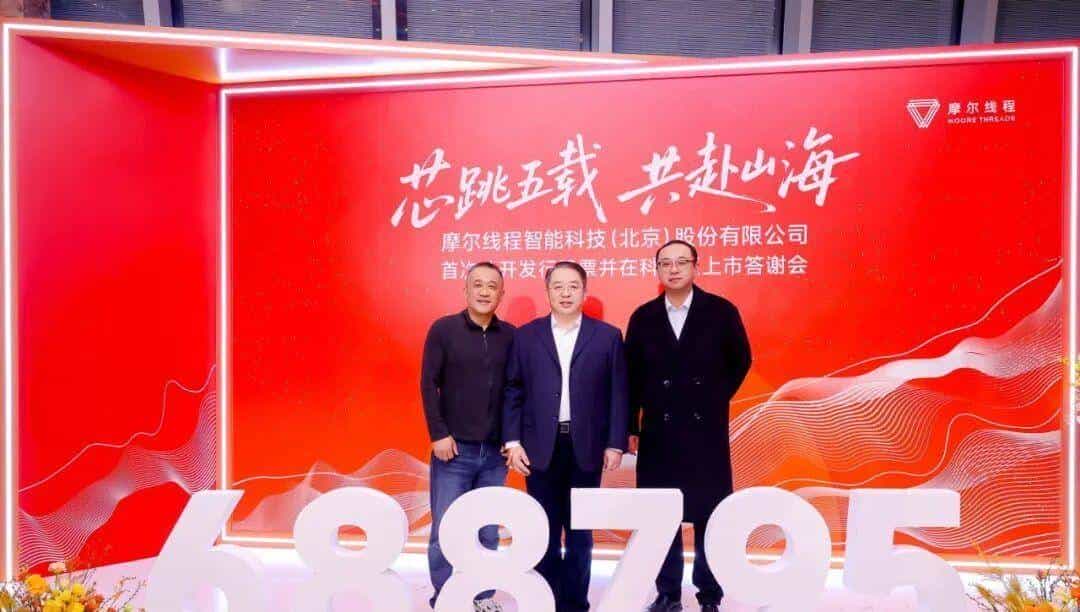 摩尔线程
MOORE THREADS
芯跳五载 共赴山海
摩尔线程智能科技(北京)股份有限公司
首次 开发行 票并在科 上市答谢会
688795